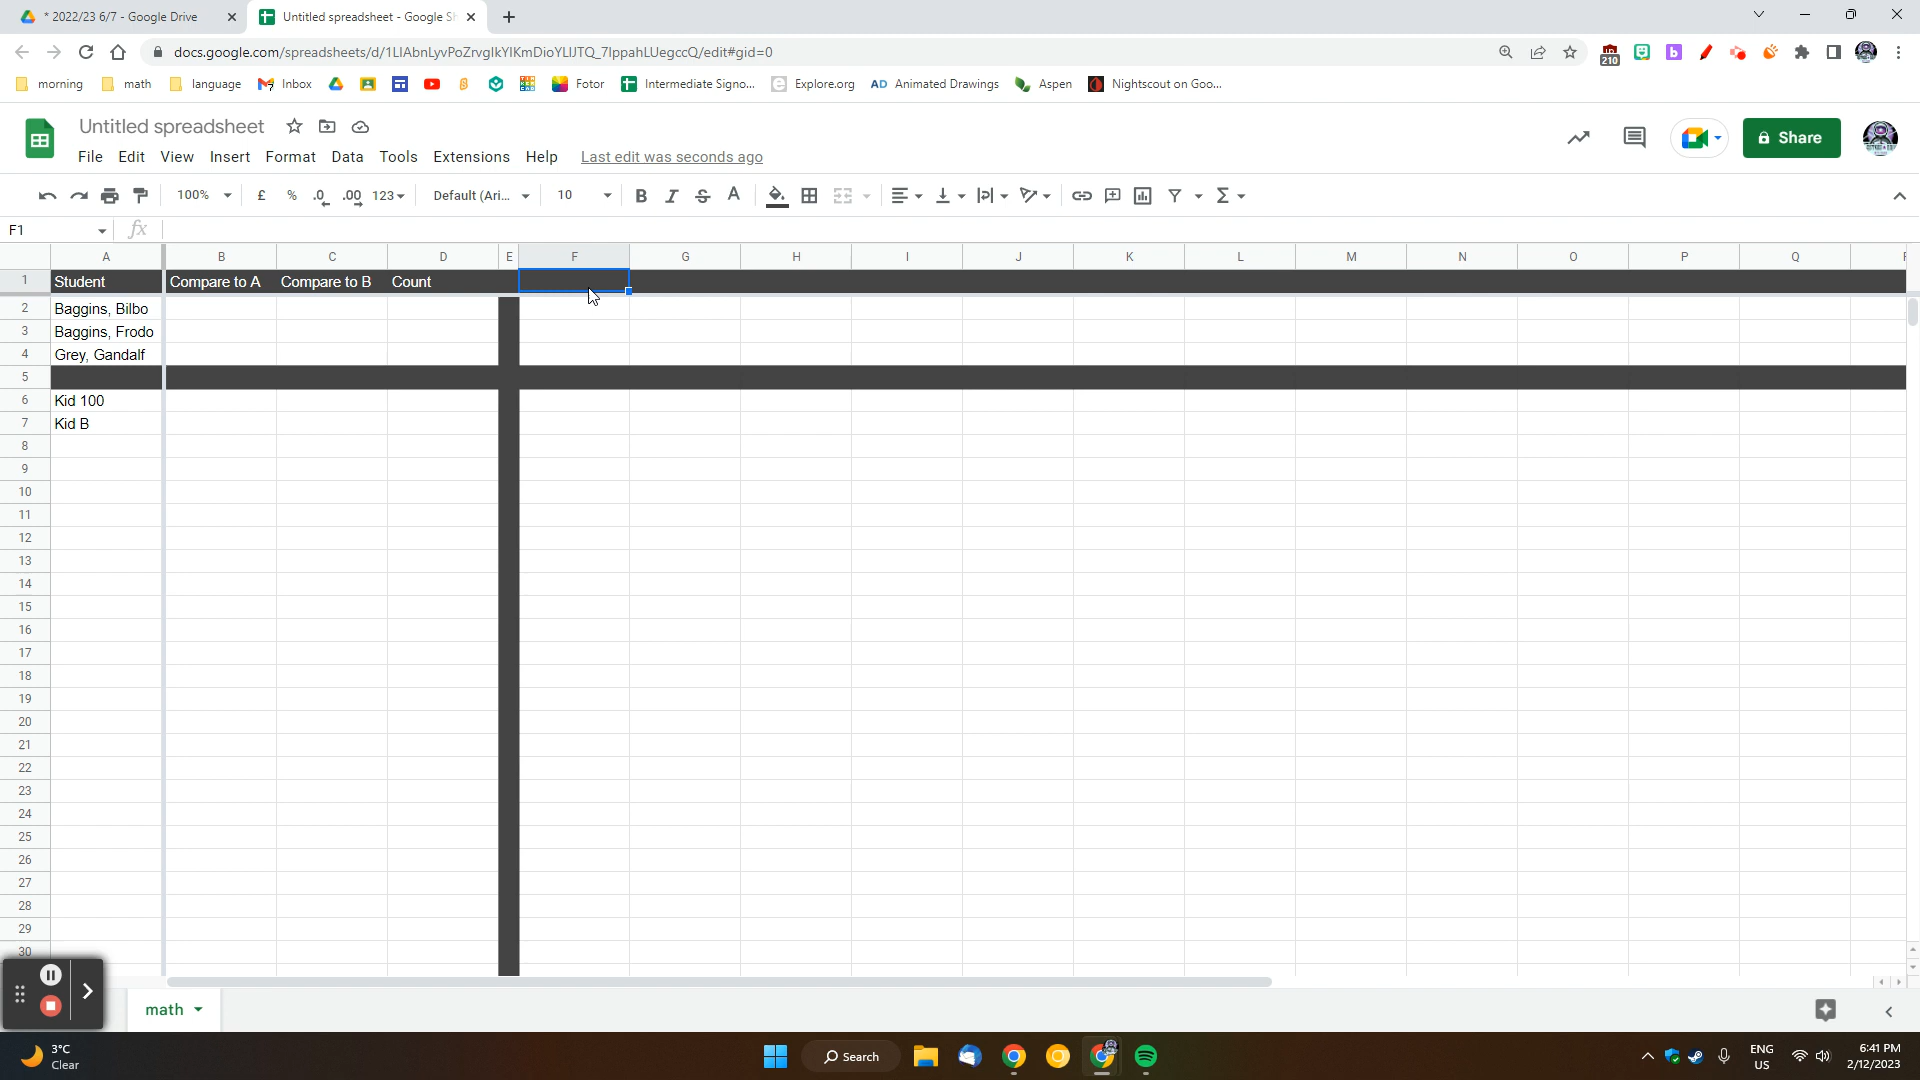 * 2022/23 6/7 - Google Drive
Untitled spreadsheet - Google Sh
docs.google.com/spreadsheets/d/1LIAbnLyvPoZrvglkYIKmDioYLIJTQ_7IppahLUegccQ/edit#gid=0
210
b
morning math language Inbox Fotor Intermediate Signo... Explore.org AD Animated Drawings Aspen Nightscout on Goo...
Untitled spreadsheet
File Edit View Insert Format Data Tools Extensions Help Last edit was seconds ago
Share
100% £ % .0 .00 123 Default (Ari... 10 B I S A
F1 fx
A B C D E F G H I J K L M N O P Q
1 Student Compare to A Compare to B Count
2 Baggins, Bilbo
3 Baggins, Frodo
4 Grey, Gandalf
5
6 Kid 100
7 Kid B
8
9
10
11
12
13
14
15
16
17
18
19
20
21
22
23
24
25
26
27
28
29
30
math
3°C
Clear
Search
ENG
US
6:41 PM
2/12/2023